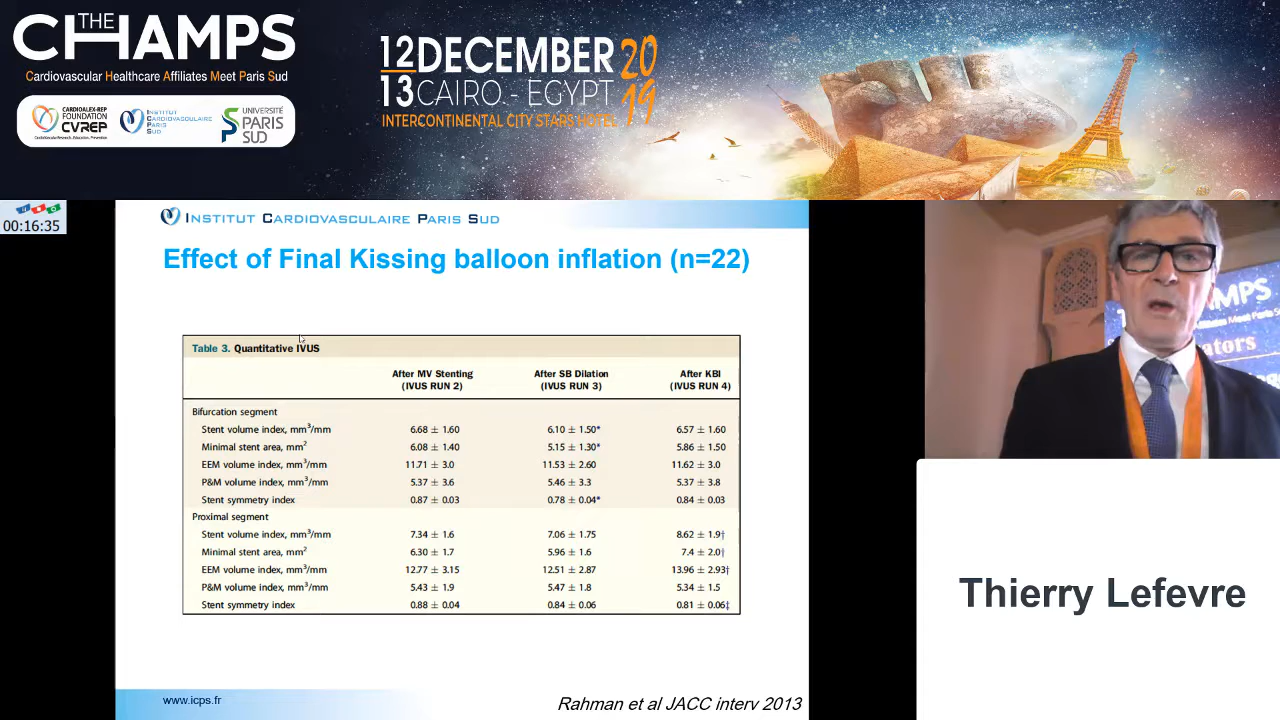 THE
CHAMPS
Cardiovascular Healthcare Affiliates Meet Paris Sud
CARDIOALEX-REP
FOUNDATION
CVREP
INSTITUT
CARDIOVASCULAIRE
PARIS
SUD
UNIVERSITÉ
PARIS
SUD
12 DECEMBER 2019
13 CAIRO - EGYPT
INTERCONTINENTAL CITY STARS HOTEL
00:16:35
INSTITUT CARDIOVASCULAIRE PARIS SUD
Effect of Final Kissing balloon inflation (n=22)
Table 3. Quantitative IVUS
After MV Stenting (IVUS RUN 2) After SB Dilation (IVUS RUN 3) After KBI (IVUS RUN 4)
Bifurcation segment
Stent volume index, mm³/mm 6.68 ± 1.60 6.10 ± 1.50* 6.57 ± 1.60
Minimal stent area, mm² 6.08 ± 1.40 5.15 ± 1.30* 5.86 ± 1.50
EEM volume index, mm³/mm 11.71 ± 3.0 11.53 ± 2.60 11.62 ± 3.0
P&M volume index, mm³/mm 5.37 ± 3.6 5.46 ± 3.3 5.37 ± 3.8
Stent symmetry index 0.87 ± 0.03 0.78 ± 0.04* 0.84 ± 0.03
Proximal segment
Stent volume index, mm³/mm 7.34 ± 1.6 7.06 ± 1.75 8.62 ± 1.9†
Minimal stent area, mm² 6.30 ± 1.7 5.96 ± 1.6 7.4 ± 2.0†
EEM volume index, mm³/mm 12.77 ± 3.15 12.51 ± 2.87 13.96 ± 2.93†
P&M volume index, mm³/mm 5.43 ± 1.9 5.47 ± 1.8 5.34 ± 1.5
Stent symmetry index 0.88 ± 0.04 0.84 ± 0.06 0.81 ± 0.06‡
www.icps.fr
Rahman et al JACC interv 2013
Thierry Lefevre